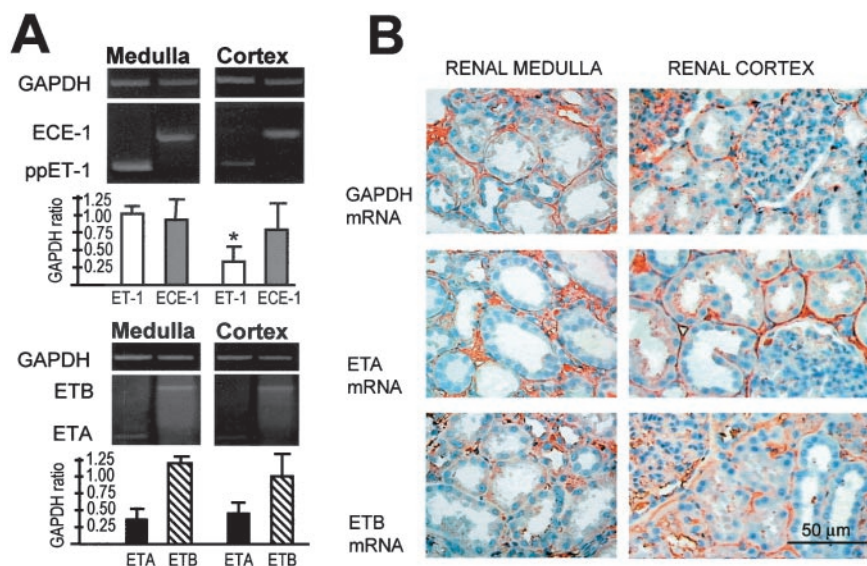 A
Medulla Cortex
GAPDH
ECE-1
ppET-1
GAPDH ratio
1.25
1.00
0.75
0.50
0.25
*
ET-1 ECE-1 ET-1 ECE-1
Medulla Cortex
GAPDH
ETB
ETA
GAPDH ratio
1.25
1.00
0.75
0.50
0.25
ETA ETB ETA ETB
B
RENAL MEDULLA RENAL CORTEX
GAPDH
mRNA
ETA
mRNA
ETB
mRNA
50 µm